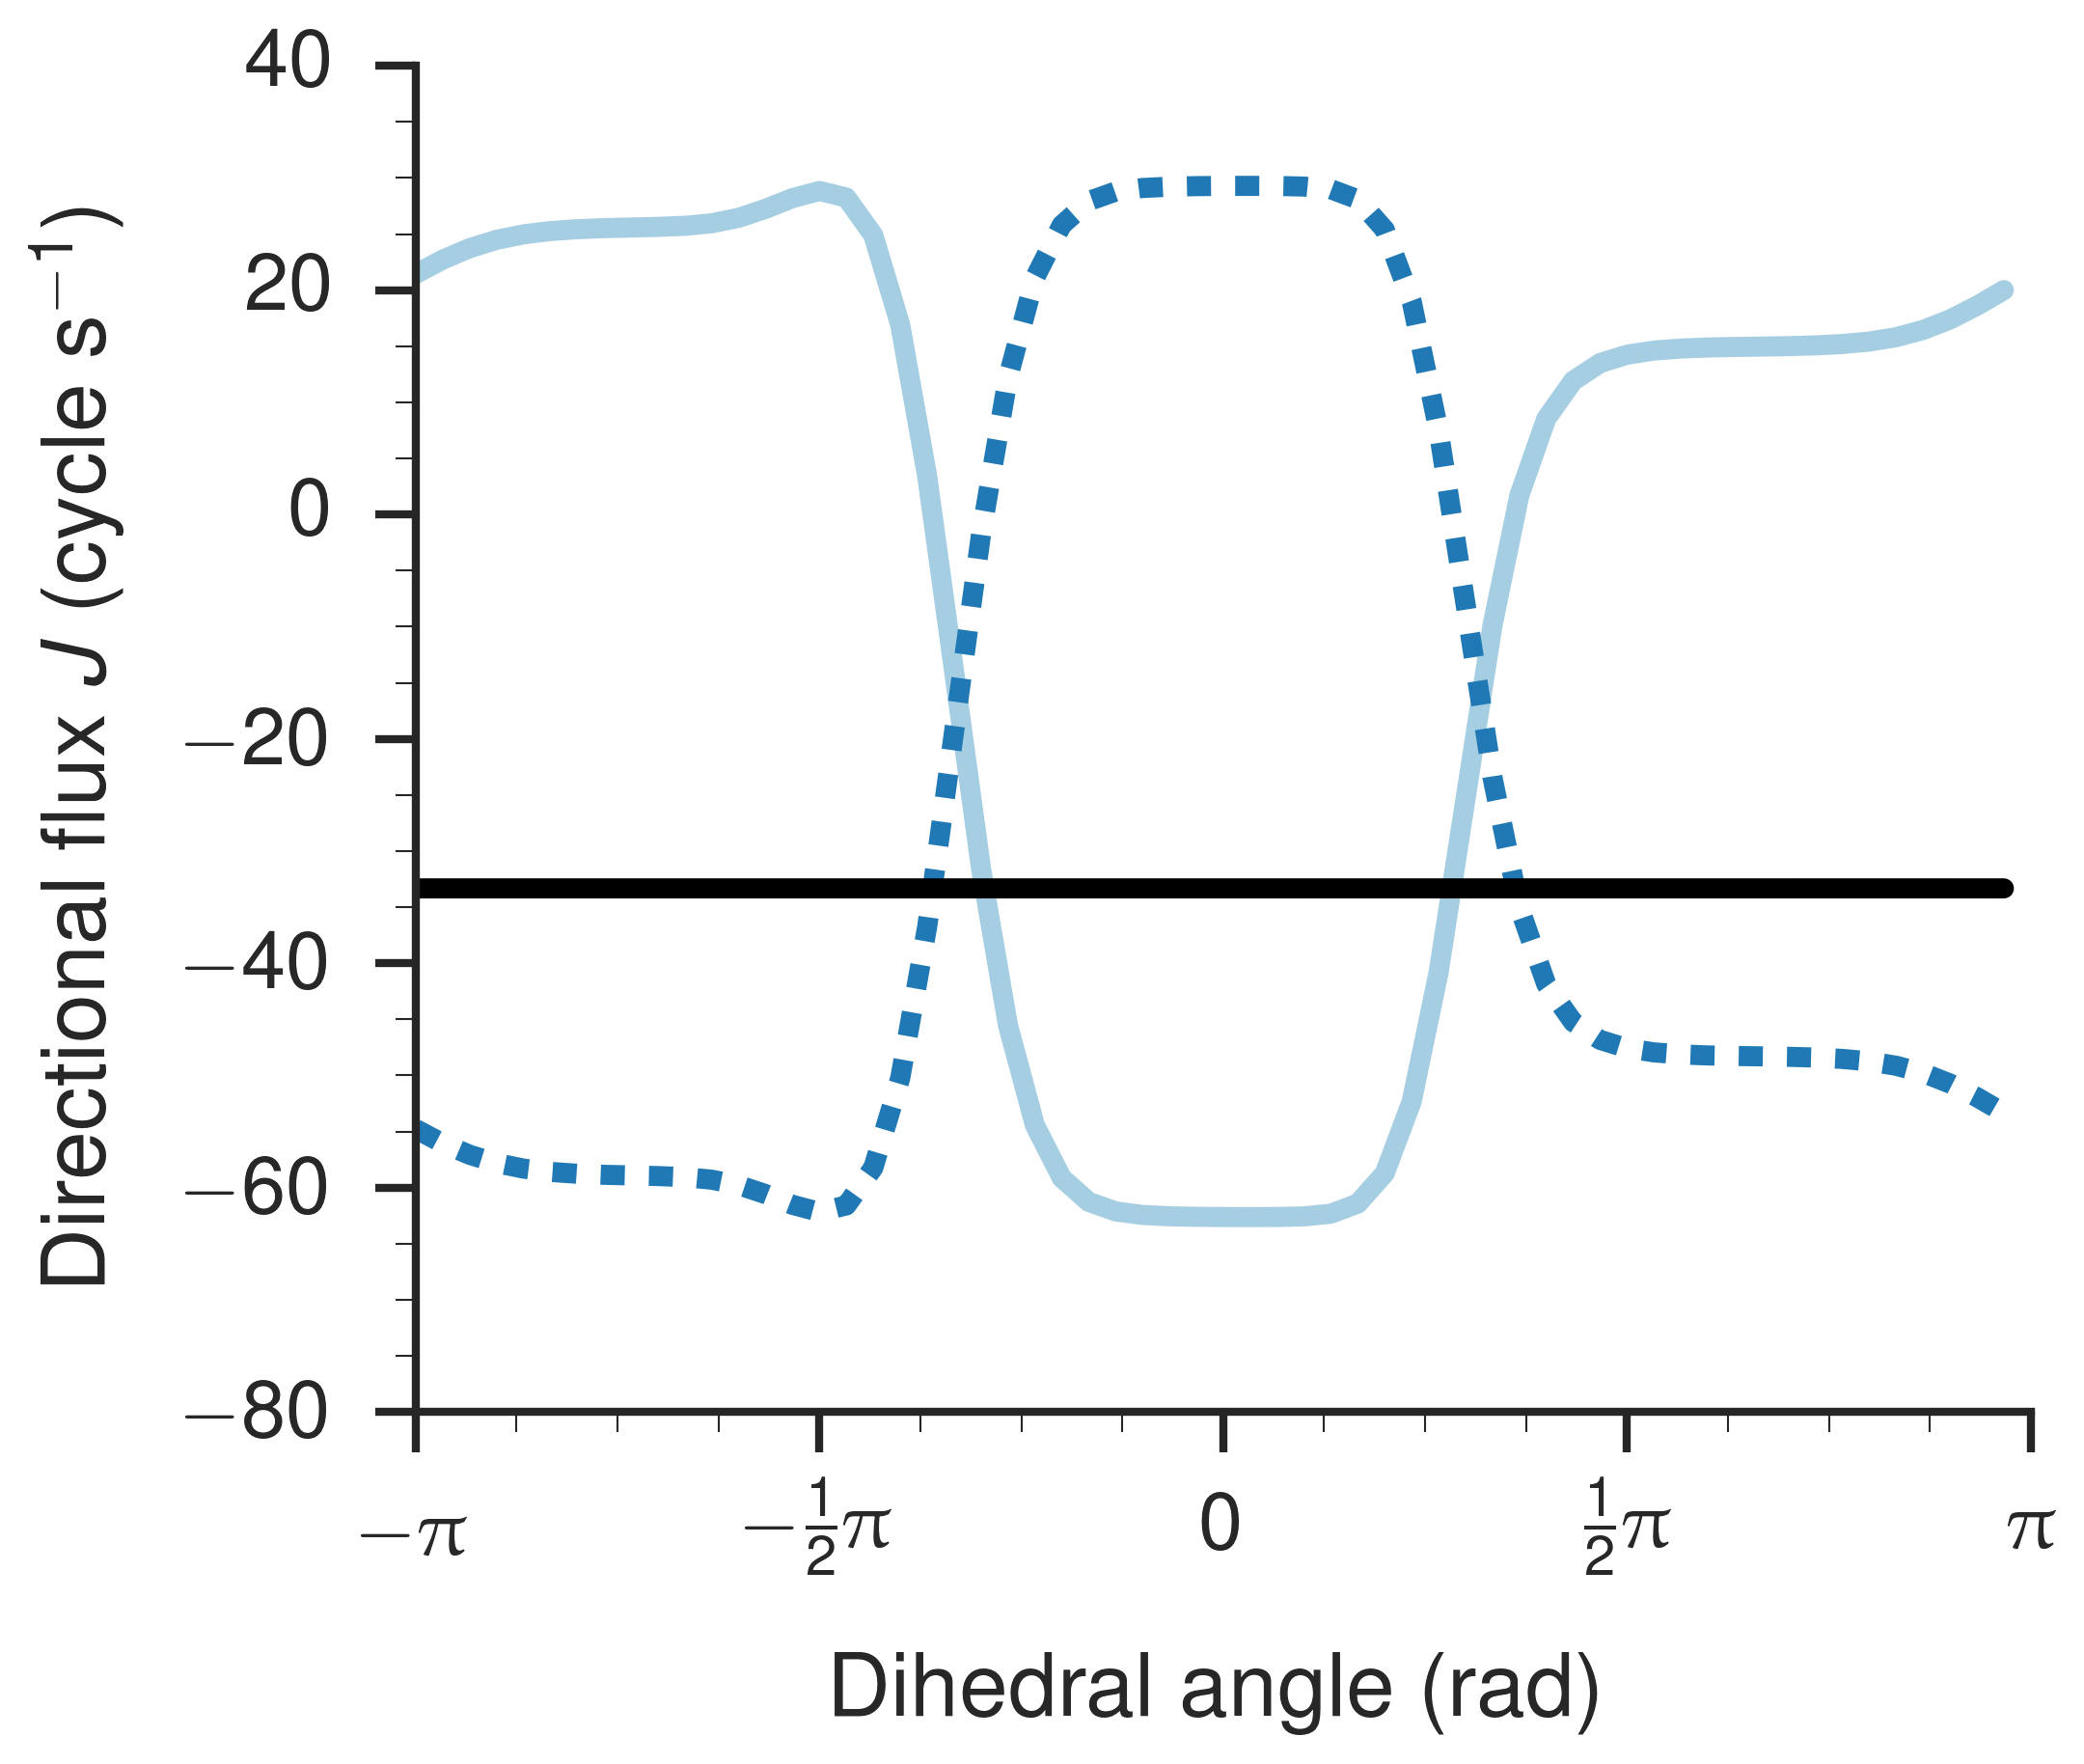 Directional flux J (cycle s⁻¹)
40
20
0
−20
−40
−60
−80
−π
−½π
0
½π
π
Dihedral angle (rad)